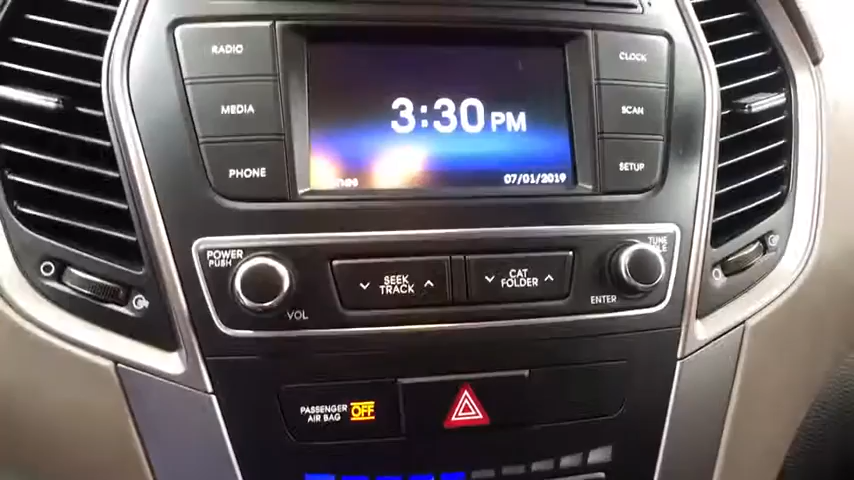 RADIO
MEDIA
PHONE
3:30 PM
07/01/2019
CLOCK
SCAN
SETUP
POWER
PUSH
VOL
SEEK
TRACK
CAT
FOLDER
TUNE
ENTER
PASSENGER
AIR BAG
OFF